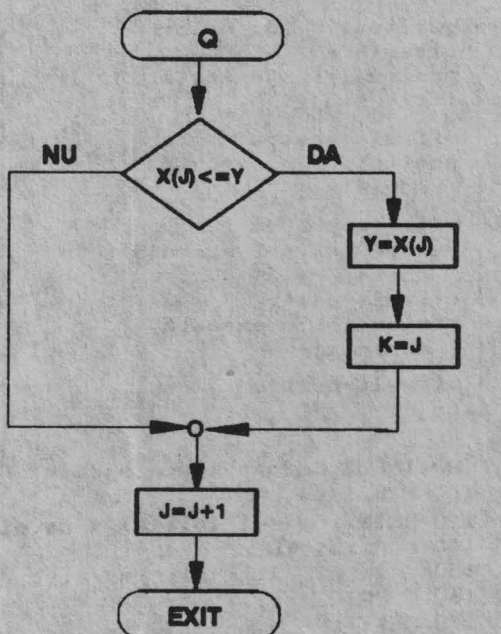 Q
NU
DA
X(J)<=Y
Y=X(J)
K=J
J=J+1
EXIT